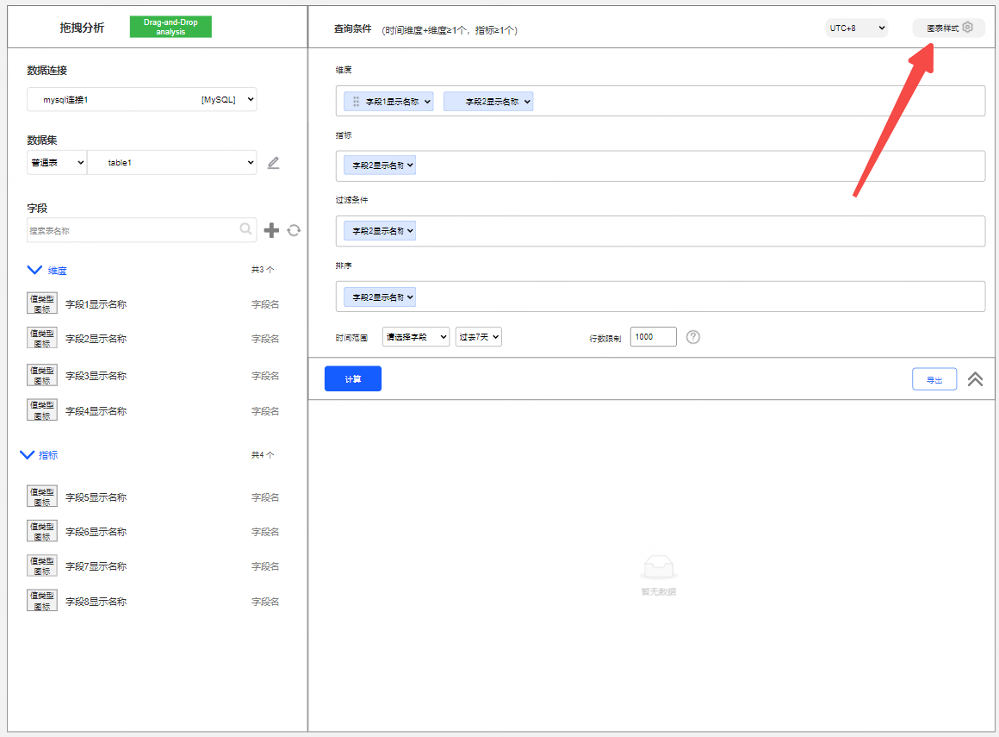 拖拽分析
Drag-and-Drop
analysis
数据连接
mysql连接1 [MySQL]
数据集
普通表 table1
字段
搜索表名称
维度 共3 个
值类型
图标
字段1显示名称 字段名
值类型
图标
字段2显示名称 字段名
值类型
图标
字段3显示名称 字段名
值类型
图标
字段4显示名称 字段名
指标 共4 个
值类型
图标
字段5显示名称 字段名
值类型
图标
字段6显示名称 字段名
值类型
图标
字段7显示名称 字段名
值类型
图标
字段8显示名称 字段名
查询条件 (时间维度+维度≥1个，指标≥1个) UTC+8 图表样式
维度
字段1显示名称 字段2显示名称
指标
字段2显示名称
过滤条件
字段2显示名称
排序
字段2显示名称
时间范围 请选择字段 过去7天 行数限制 1000 ?
计算 导出
暂无数据